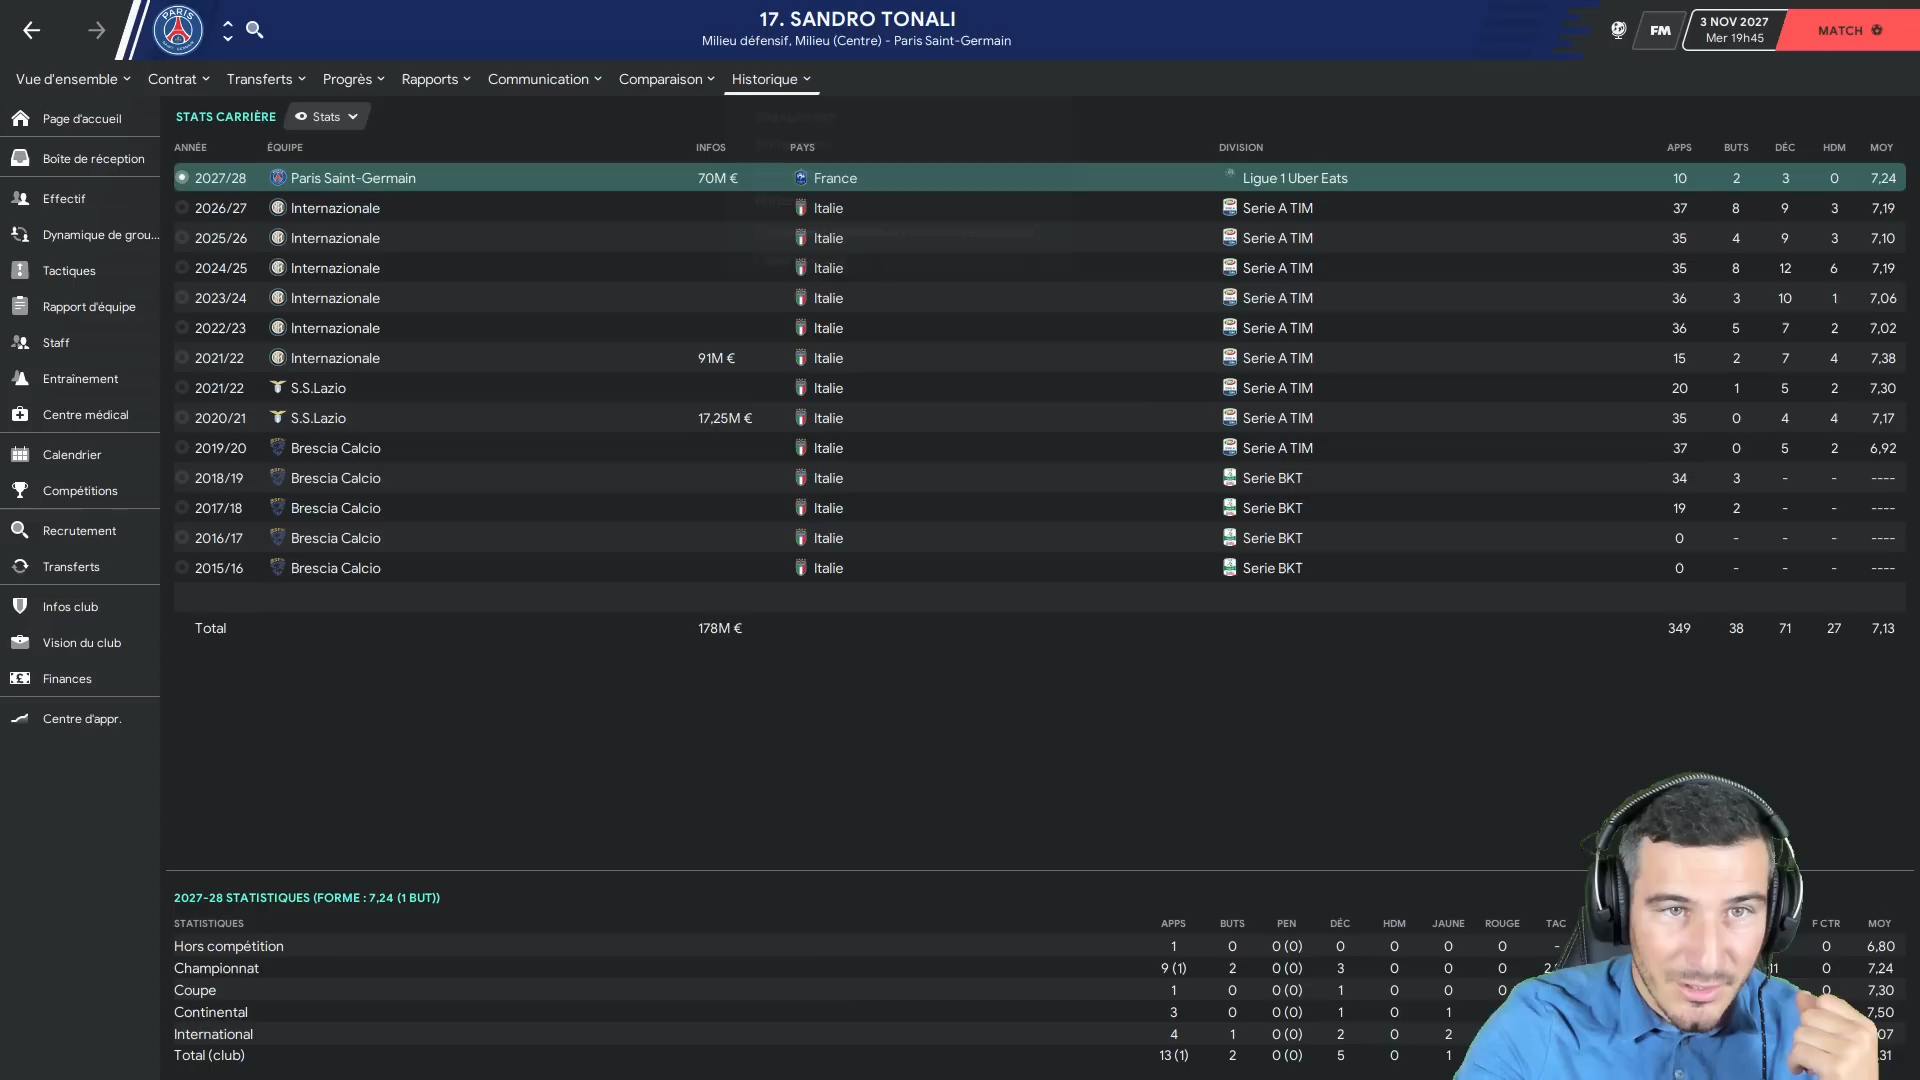 17. SANDRO TONALI
Milieu défensif, Milieu (Centre) - Paris Saint-Germain
PARIS
FM
3 NOV 2027
Mer 19h45
MATCH
Vue d'ensemble Contrat Transferts Progrès Rapports Communication Comparaison Historique
Page d'accueil
Boîte de réception
Effectif
Dynamique de grou...
Tactiques
Rapport d'équipe
Staff
Entraînement
Centre médical
Calendrier
Compétitions
Recrutement
Transferts
Infos club
Vision du club
Finances
Centre d'appr.
STATS CARRIÈRE Stats
ANNÉE ÉQUIPE INFOS PAYS DIVISION APPS BUTS DÉC HDM MOY
2027/28 Paris Saint-Germain 70M € France Ligue 1 Uber Eats 10 2 3 0 7,24
2026/27 Internazionale Italie Serie A TIM 37 8 9 3 7,19
2025/26 Internazionale Italie Serie A TIM 35 4 9 3 7,10
2024/25 Internazionale Italie Serie A TIM 35 8 12 6 7,19
2023/24 Internazionale Italie Serie A TIM 36 3 10 1 7,06
2022/23 Internazionale Italie Serie A TIM 36 5 7 2 7,02
2021/22 Internazionale 91M € Italie Serie A TIM 15 2 7 4 7,38
2021/22 S.S.Lazio Italie Serie A TIM 20 1 5 2 7,30
2020/21 S.S.Lazio 17,25M € Italie Serie A TIM 35 0 4 4 7,17
2019/20 Brescia Calcio Italie Serie A TIM 37 0 5 2 6,92
2018/19 Brescia Calcio Italie Serie BKT 34 3 - - ----
2017/18 Brescia Calcio Italie Serie BKT 19 2 - - ----
2016/17 Brescia Calcio Italie Serie BKT 0 - - - ----
2015/16 Brescia Calcio Italie Serie BKT 0 - - - ----
Total 178M € 349 38 71 27 7,13
2027-28 STATISTIQUES (FORME : 7,24 (1 BUT))
STATISTIQUES APPS BUTS PEN DÉC HDM JAUNE ROUGE TAC F CTR MOY
Hors compétition 1 0 0 (0) 0 0 0 0 - 0 6,80
Championnat 9 (1) 2 0 (0) 3 0 0 0 0 7,24
Coupe 1 0 0 (0) 1 0 0 0 0 7,30
Continental 3 0 0 (0) 1 0 1
International 4 1 0 (0) 2 0 2
Total (club) 13 (1) 2 0 (0) 5 0 1